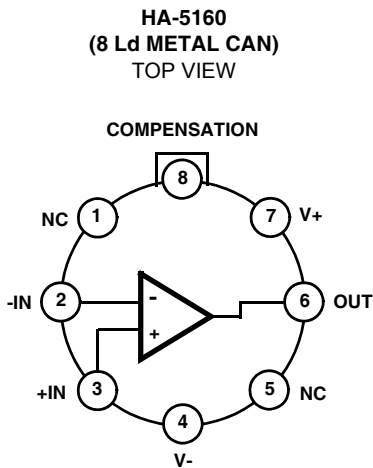 HA-5160
(8 Ld METAL CAN)
TOP VIEW
COMPENSATION
8
NC 1 7 V+
-IN 2 - 6 OUT
+
+IN 3 5 NC
4
V-